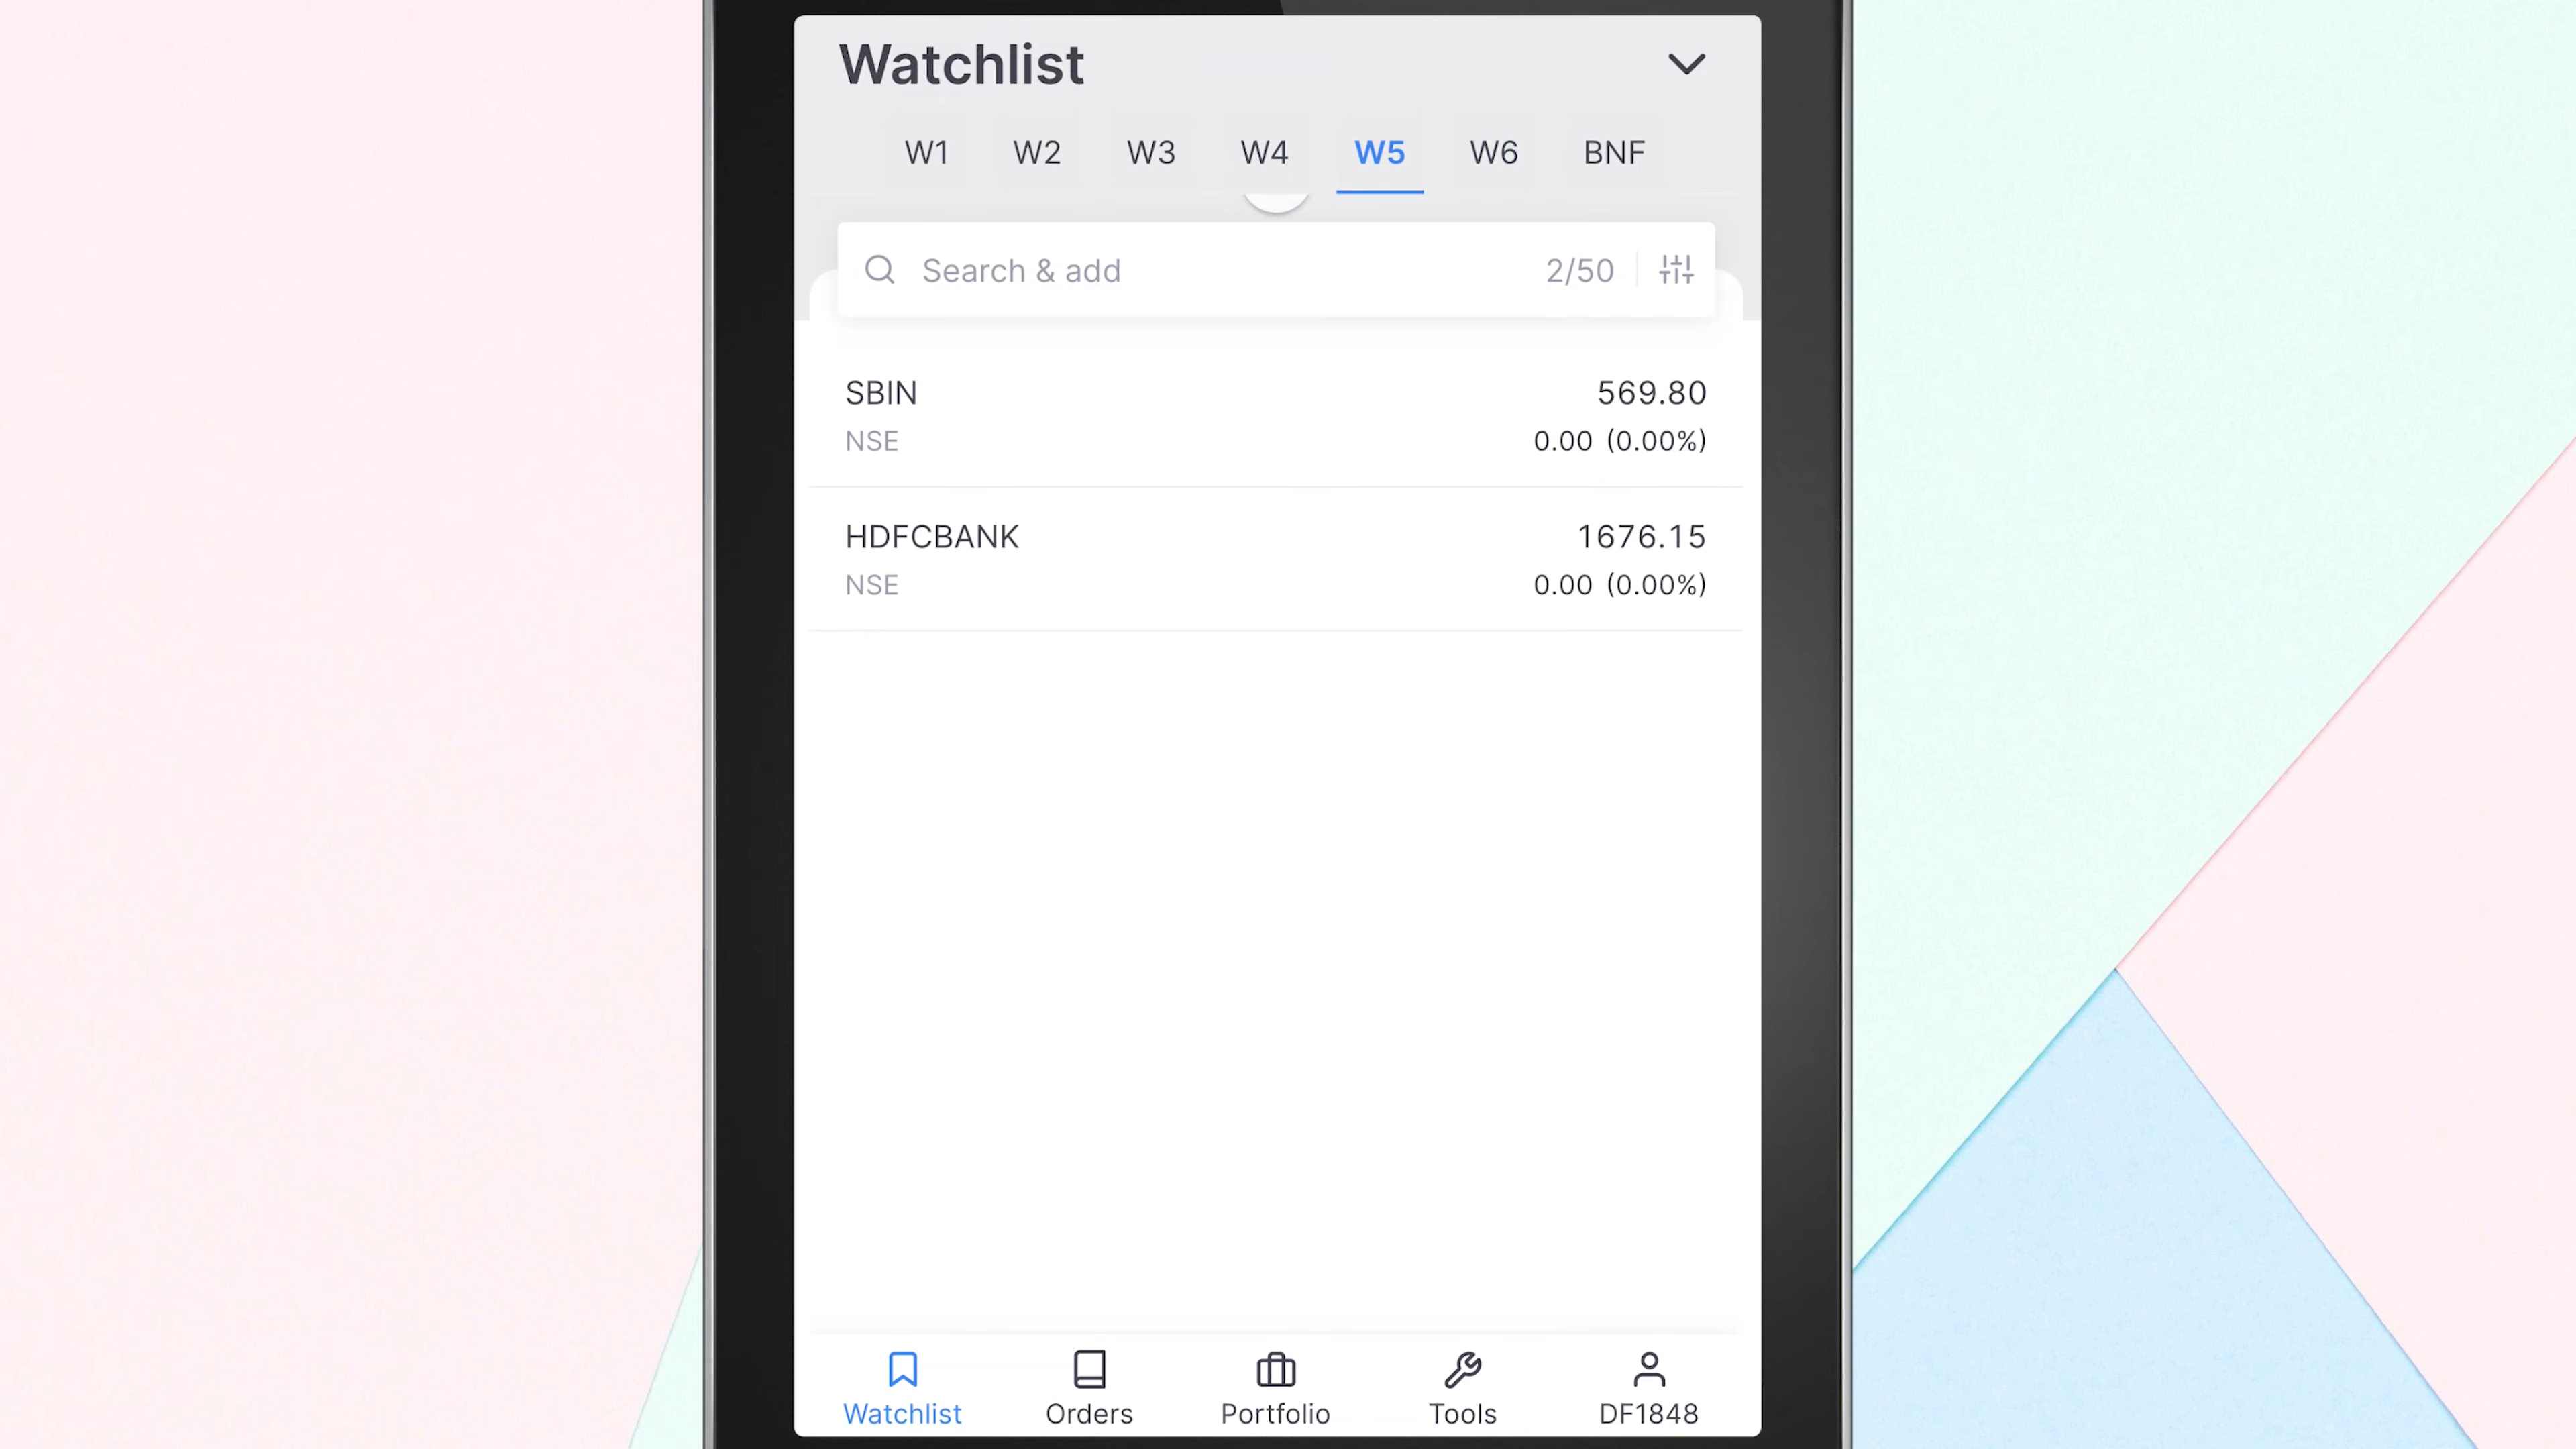 Watchlist
W1 W2 W3 W4 W5 W6 BNF
Search & add 2/50
SBIN 569.80
NSE 0.00 (0.00%)
HDFCBANK 1676.15
NSE 0.00 (0.00%)
Watchlist Orders Portfolio Tools DF1848